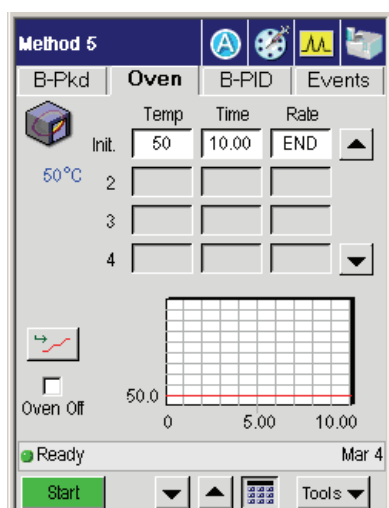 Method 5
B-Pkd Oven B-PID Events
Temp Time Rate
Init. 50 10.00 END
50°C
2
3
4
Oven Off
50.0
0 5.00 10.00
Ready Mar 4
Start Tools